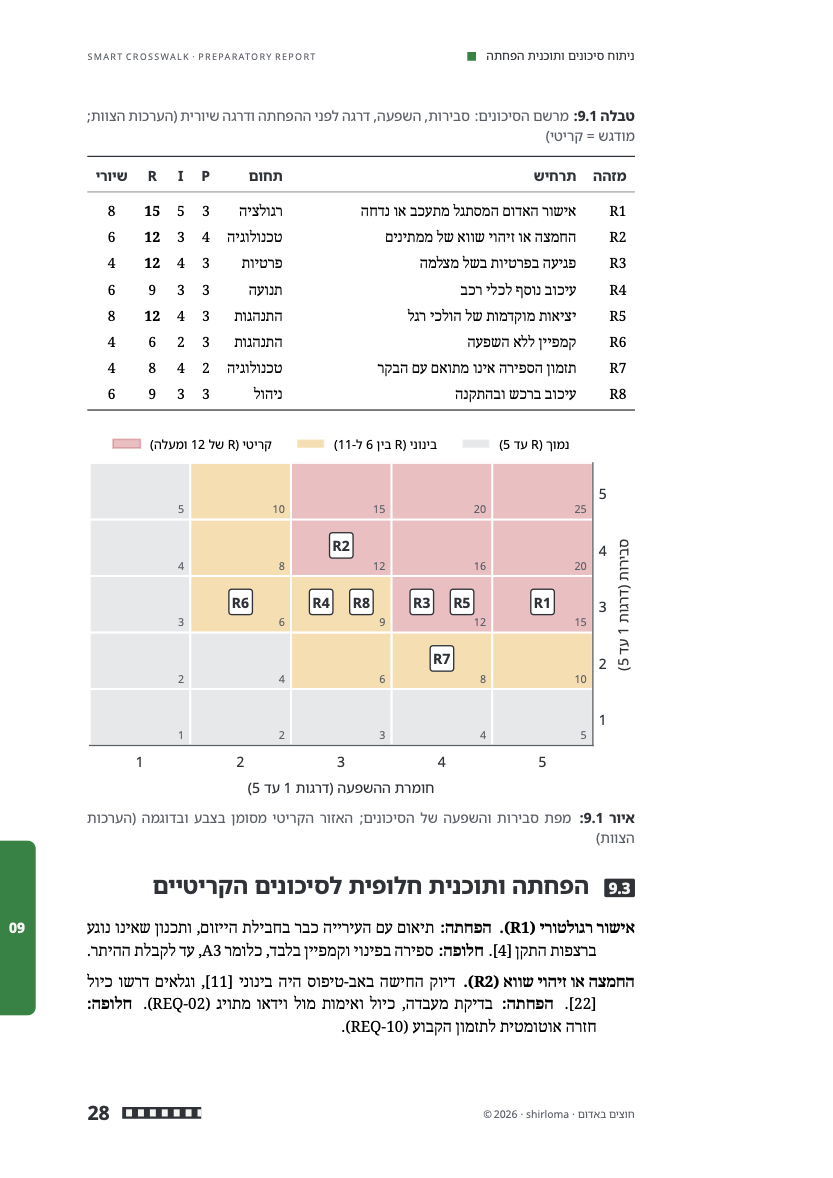 ניתוח סיכונים ותוכנית הפחתה
SMART CROSSWALK · PREPARATORY REPORT
טבלה 9.1: מרשם הסיכונים: סבירות, השפעה, דרגה לפני ההפחתה ודרגה שיורית (הערכות הצוות;
מודגש = קריטי)
מזהה תרחיש תחום P I R שיורי
R1 אישור האדום המסתגל מתעכב או נדחה רגולציה 3 5 15 8
R2 החמצה או זיהוי שווא של ממתינים טכנולוגיה 4 3 12 6
R3 פגיעה בפרטיות בשל מצלמה פרטיות 3 4 12 4
R4 עיכוב נוסף לכלי רכב תנועה 3 3 9 6
R5 יציאות מוקדמות של הולכי רגל התנהגות 3 4 12 8
R6 קמפיין ללא השפעה התנהגות 3 2 6 4
R7 תזמון הספירה אינו מתואם עם הבקר טכנולוגיה 2 4 8 4
R8 עיכוב ברכש ובהתקנה ניהול 3 3 9 6
נמוך (R עד 5) בינוני (R בין 6 ל-11) קריטי (R של 12 ומעלה)
5 10 15 20 25 5
R2
4 8 12 16 20 4
R6 R4 R8 R3 R5 R1
3 6 9 12 15 3
R7
2 4 6 8 10 2
1 2 3 4 5 1
סבירות (דרגות 1 עד 5)
1 2 3 4 5
חומרת ההשפעה (דרגות 1 עד 5)
איור 9.1: מפת סבירות והשפעה של הסיכונים; האזור הקריטי מסומן בצבע ובדוגמה (הערכות
הצוות)
9.3 הפחתה ותוכנית חלופית לסיכונים הקריטיים
אישור רגולטורי (R1). הפחתה: תיאום עם העירייה כבר בחבילת הייזום, ותכנון שאינו נוגע
ברצפות התקן [4]. חלופה: ספירה בפינוי וקמפיין בלבד, כלומר A3, עד לקבלת ההיתר.
החמצה או זיהוי שווא (R2). דיוק החישה באב-טיפוס היה בינוני [11], וגלאים דרשו כיול
[22]. הפחתה: בדיקת מעבדה, כיול ואימות מול וידאו מתויג (REQ-02). חלופה:
חזרה אוטומטית לתזמון הקבוע (REQ-10).
09
חוצים באדום · shirloma · 2026 ©
28